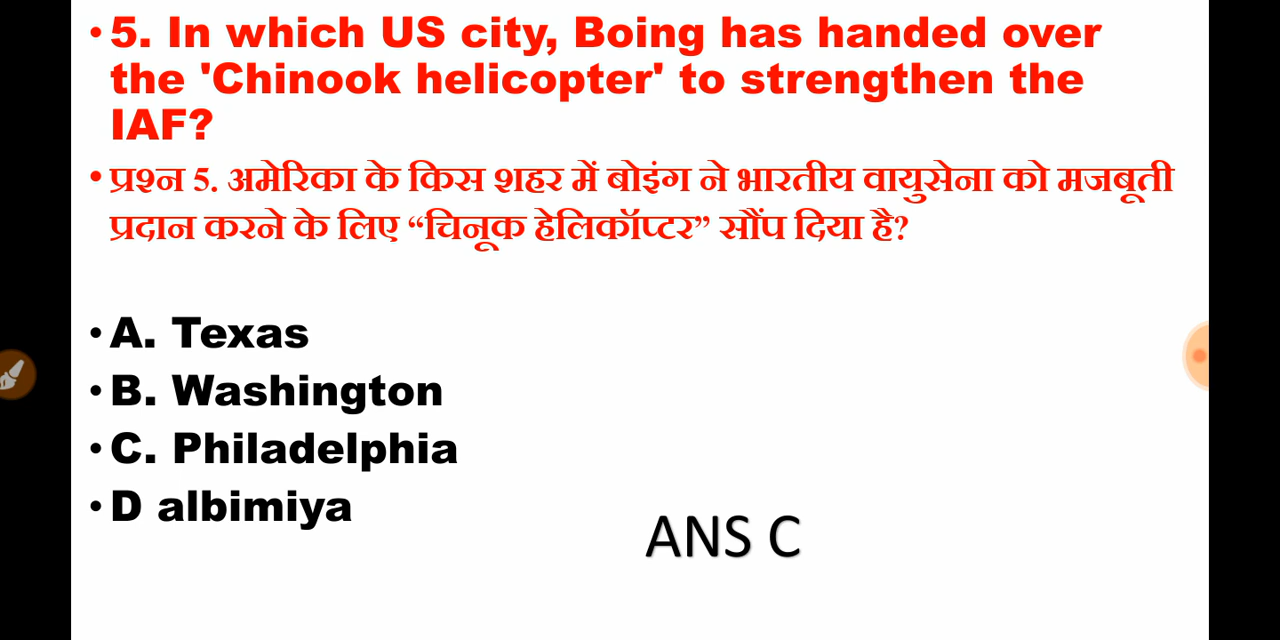 • 5. In which US city, Boing has handed over
the 'Chinook helicopter' to strengthen the
IAF?
• प्रश्न 5. अमेरिका के किस शहर में बोइंग ने भारतीय वायुसेना को मजबूती
प्रदान करने के लिए “चिनूक हेलिकॉप्टर” सौंप दिया है?
• A. Texas
• B. Washington
• C. Philadelphia
• D albimiya
ANS C